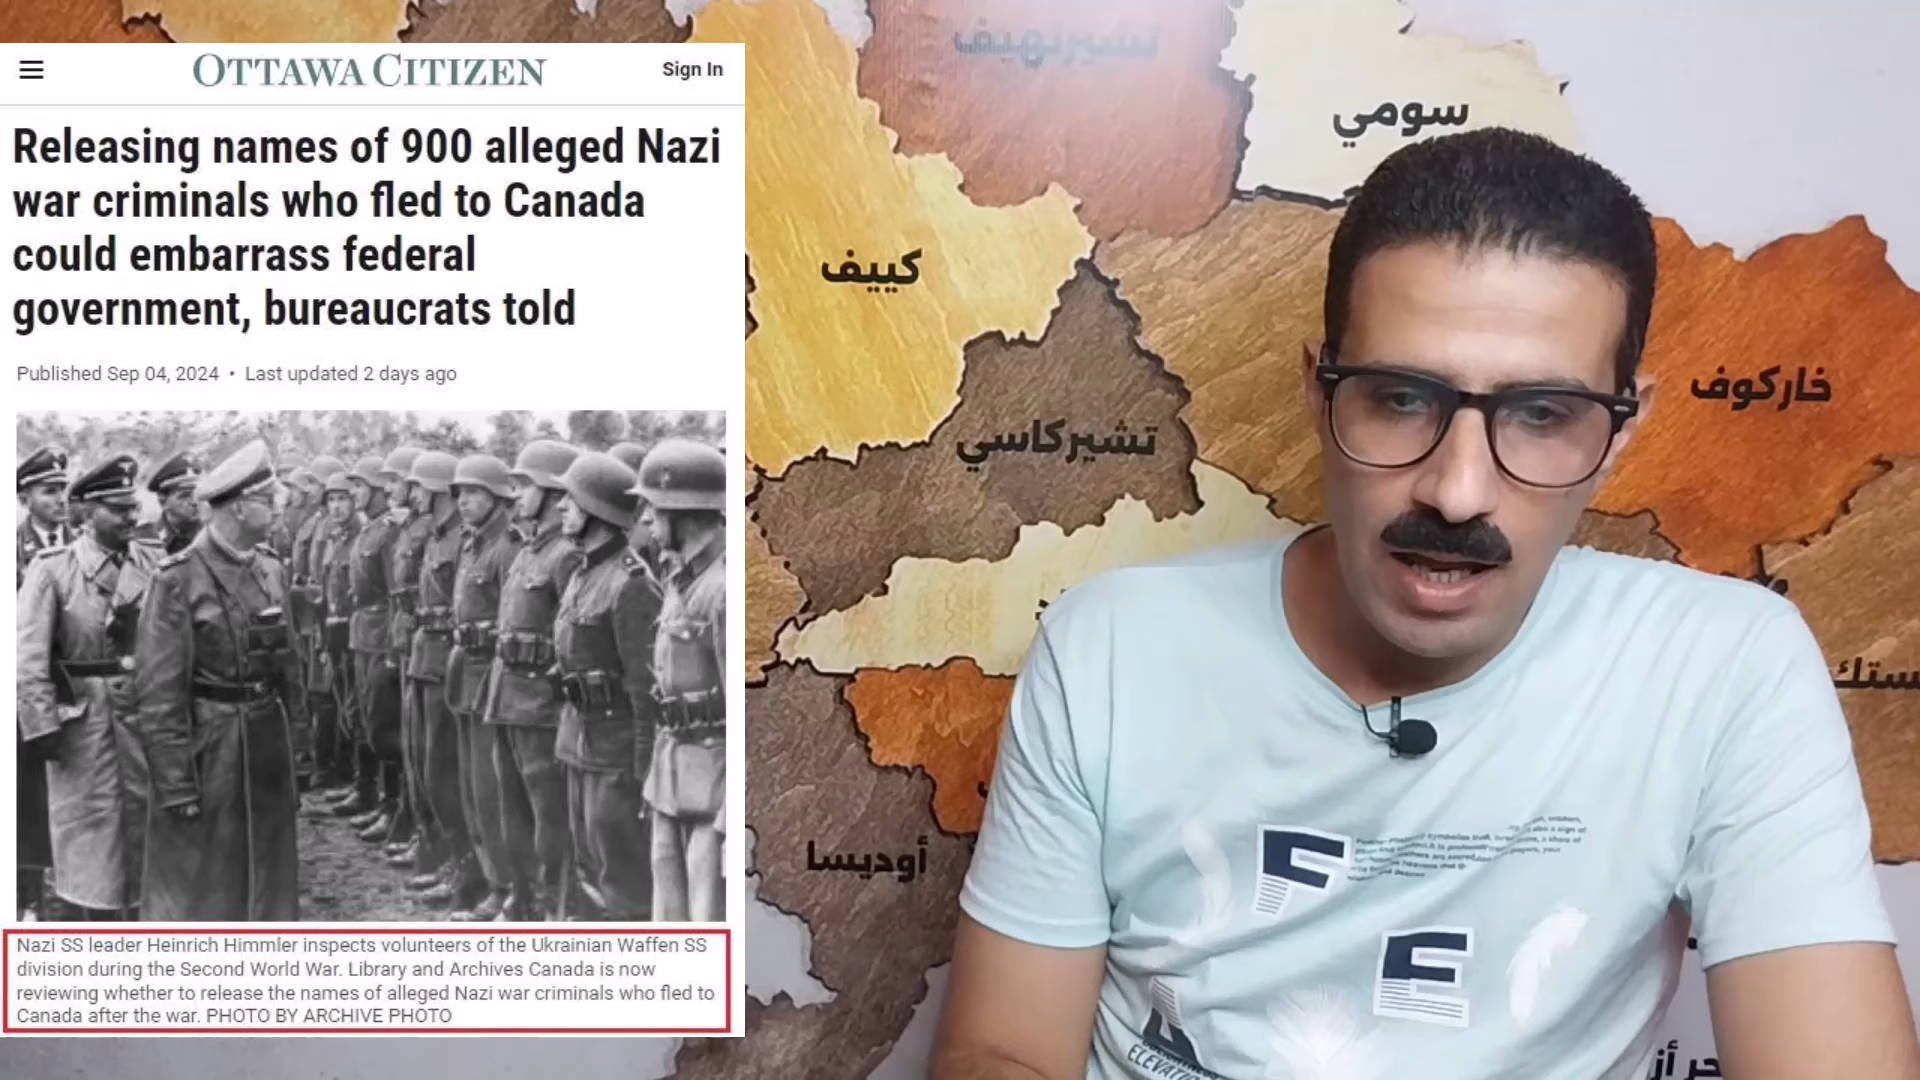 OTTAWA CITIZEN
Sign In
Releasing names of 900 alleged Nazi
war criminals who fled to Canada
could embarrass federal
government, bureaucrats told
Published Sep 04, 2024 • Last updated 2 days ago
Nazi SS leader Heinrich Himmler inspects volunteers of the Ukrainian Waffen SS
division during the Second World War. Library and Archives Canada is now
reviewing whether to release the names of alleged Nazi war criminals who fled to
Canada after the war. PHOTO BY ARCHIVE PHOTO
تشيرنهيف
سومي
كييف
خاركوف
تشيركاسي
أوديسا